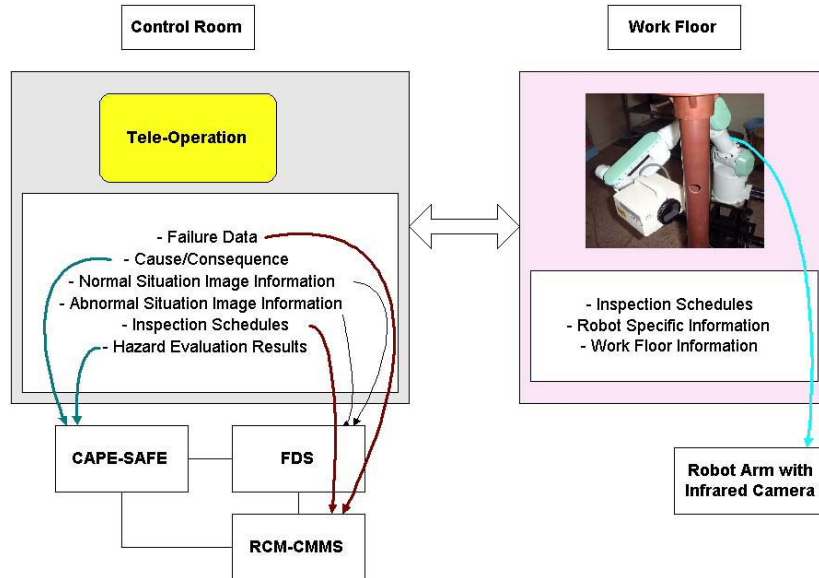 Control Room
Work Floor
Tele-Operation
- Failure Data
- Cause/Consequence
- Normal Situation Image Information
- Abnormal Situation Image Information
- Inspection Schedules
- Hazard Evaluation Results
- Inspection Schedules
- Robot Specific Information
- Work Floor Information
CAPE-SAFE
FDS
RCM-CMMS
Robot Arm with
Infrared Camera